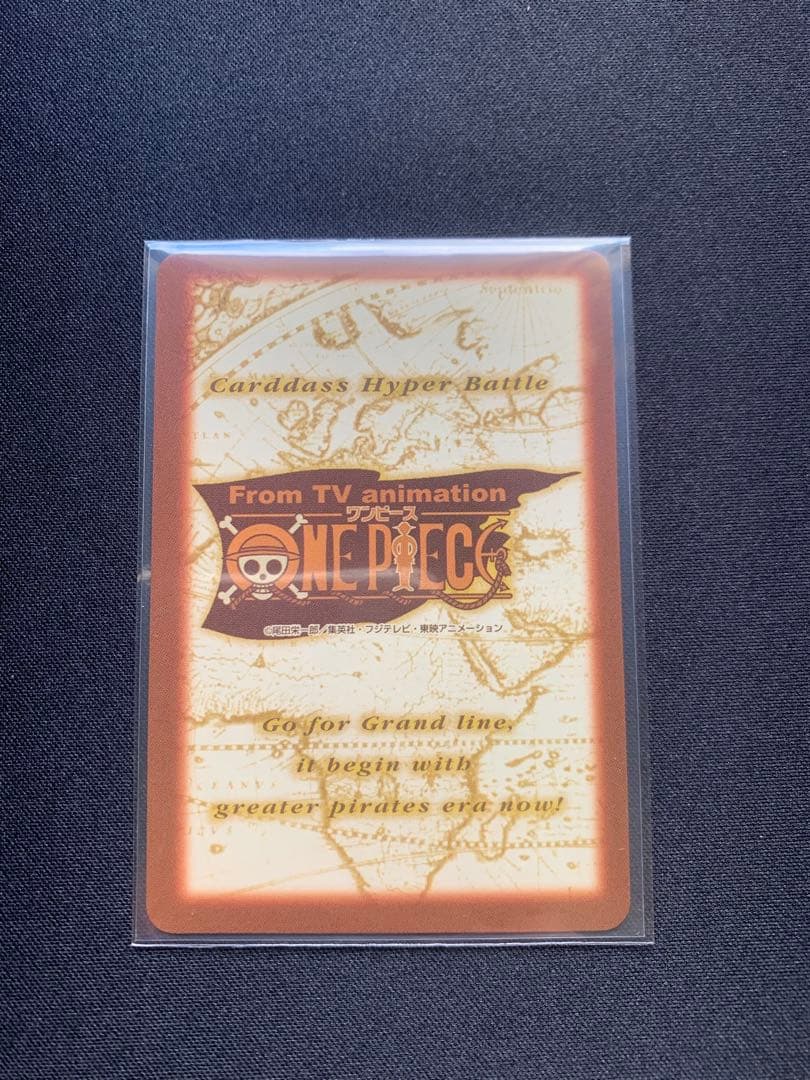 Septentrio
Carddass Hyper Battle
From TV animation
ワンピース
ONE PIECE
©尾田栄一郎／集英社・フジテレビ・東映アニメーション
Go for Grand line,
it begin with
greater pirates era now!